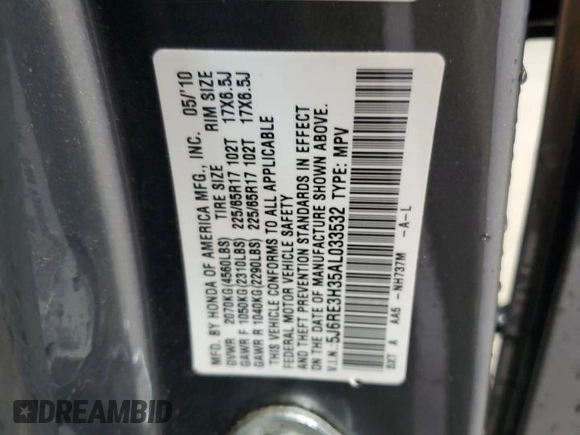 MFD. BY HONDA OF AMERICA MFG., INC. 05/'10
TIRE SIZE RIM SIZE
GVWR 2070KG(4560LBS)
GAWR F 1050KG(2310LBS) 225/65R17 102T 17X6.5J
GAWR R 1040KG(2290LBS) 225/65R17 102T 17X6.5J
THIS VEHICLE CONFORMS TO ALL APPLICABLE
FEDERAL MOTOR VEHICLE SAFETY
AND THEFT PREVENTION STANDARDS IN EFFECT
ON THE DATE OF MANUFACTURE SHOWN ABOVE.
V.I.N.: 5J6RE3H35AL033532 TYPE: MPV
SXT A AA5 -NH737M -A-L
DREAMBID